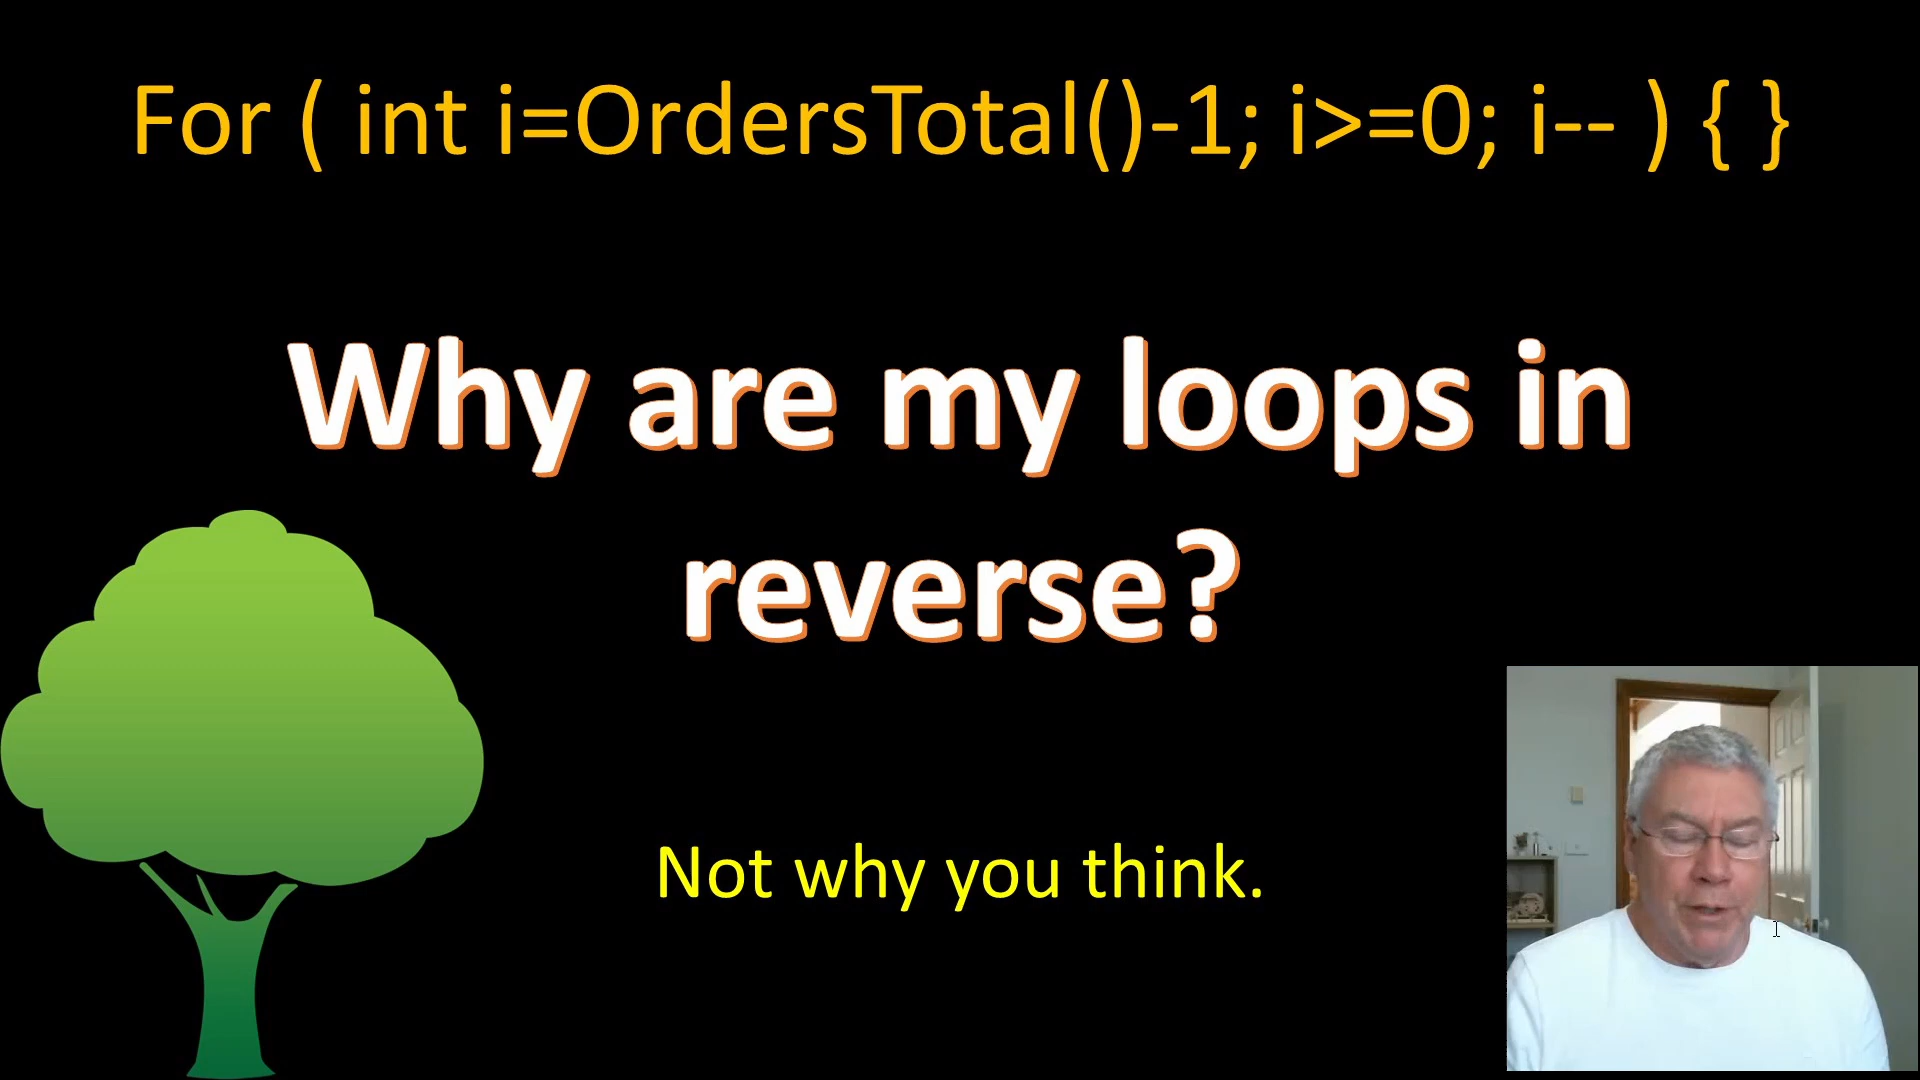 For ( int i=OrdersTotal()-1; i>=0; i-- ) { }
Why are my loops in
reverse?
Not why you think.